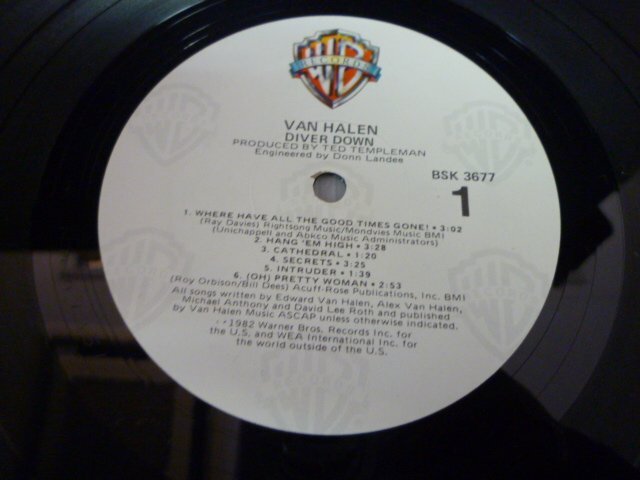 RECORDS
VAN HALEN
DIVER DOWN
PRODUCED BY TED TEMPLEMAN
Engineered by Donn Landee
BSK 3677
1
1. WHERE HAVE ALL THE GOOD TIMES GONE! • 3:02
(Ray Davies) Rightsong Music/Mondvies Music BMI
(Unichappell and Abkco Music Administrators)
2. HANG 'EM HIGH • 3:28
3. CATHEDRAL • 1:20
4. SECRETS • 3:25
5. INTRUDER • 1:39
6. (OH) PRETTY WOMAN • 2:53
(Roy Orbison/Bill Dees) Acuff-Rose Publications, Inc. BMI
All songs written by Edward Van Halen, Alex Van Halen,
Michael Anthony and David Lee Roth and published
by Van Halen Music ASCAP unless otherwise indicated.
1982 Warner Bros. Records Inc. for
the U.S. and WEA International Inc. for
the world outside of the U.S.